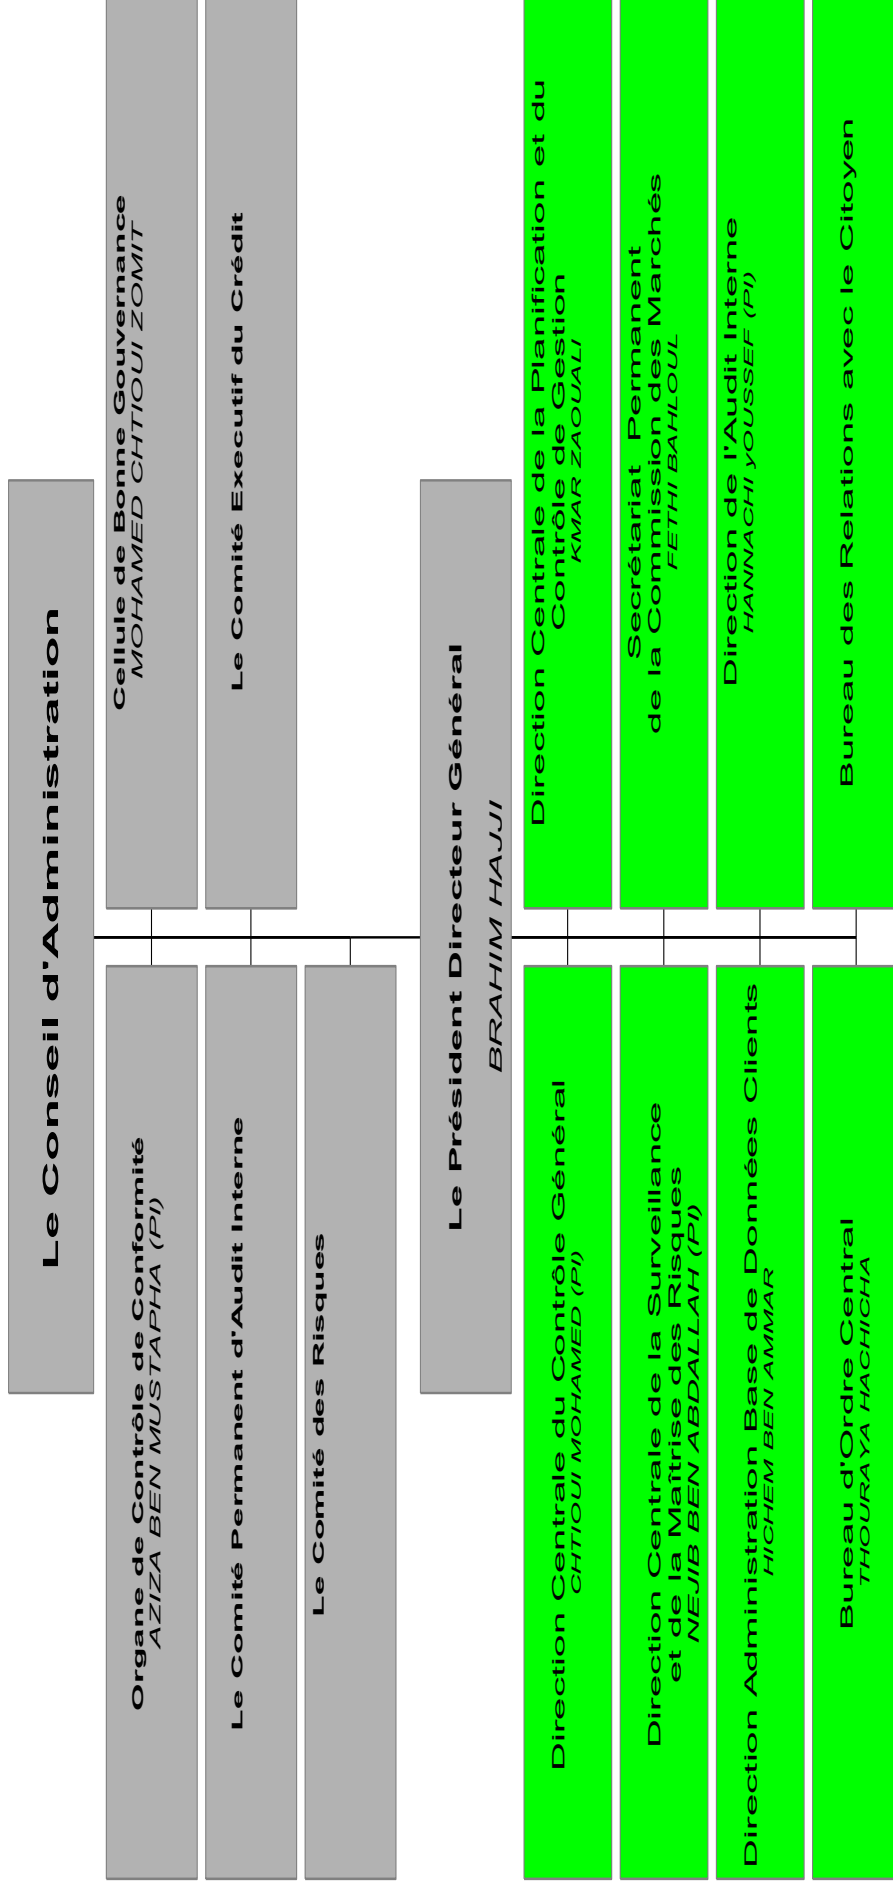 Le Conseil d'Administration
Organe de Contrôle de Conformité
AZIZA BEN MUSTAPHA (PI)
Cellule de Bonne Gouvernance
MOHAMED CHTIOUI ZOMIT
Le Comité Permanent d'Audit Interne
Le Comité Executif du Crédit
Le Comité des Risques
Le Président Directeur Général
BRAHIM HAJJI
Direction Centrale du Contrôle Général
CHTIOUI MOHAMED (PI)
Direction Centrale de la Planification et du
Contrôle de Gestion
KMAR ZAOUALI
Direction Centrale de la Surveillance
et de la Maîtrise des Risques
NEJIB BEN ABDALLAH (PI)
Secrétariat Permanent
de la Commission des Marchés
FETHI BAHLOUL
Direction Administration Base de Données Clients
HICHEM BEN AMMAR
Direction de l'Audit Interne
HANNACHI yOUSSEF (PI)
Bureau d'Ordre Central
THOURAYA HACHICHA
Bureau des Relations avec le Citoyen